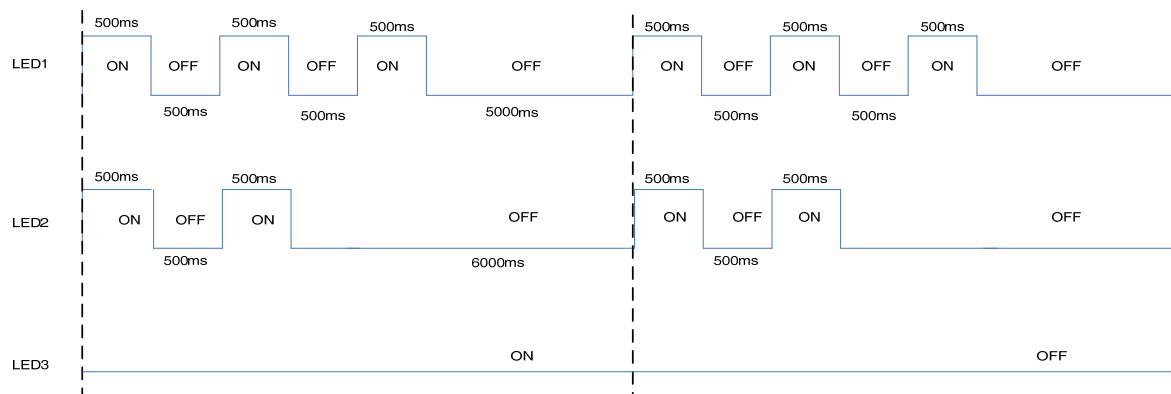 500ms 500ms 500ms 500ms 500ms 500ms
LED1 ON OFF ON OFF ON OFF ON OFF ON OFF ON OFF
500ms 500ms 5000ms 500ms 500ms
500ms 500ms 500ms 500ms
LED2 ON OFF ON OFF ON OFF ON OFF
500ms 6000ms 500ms
LED3 ON OFF